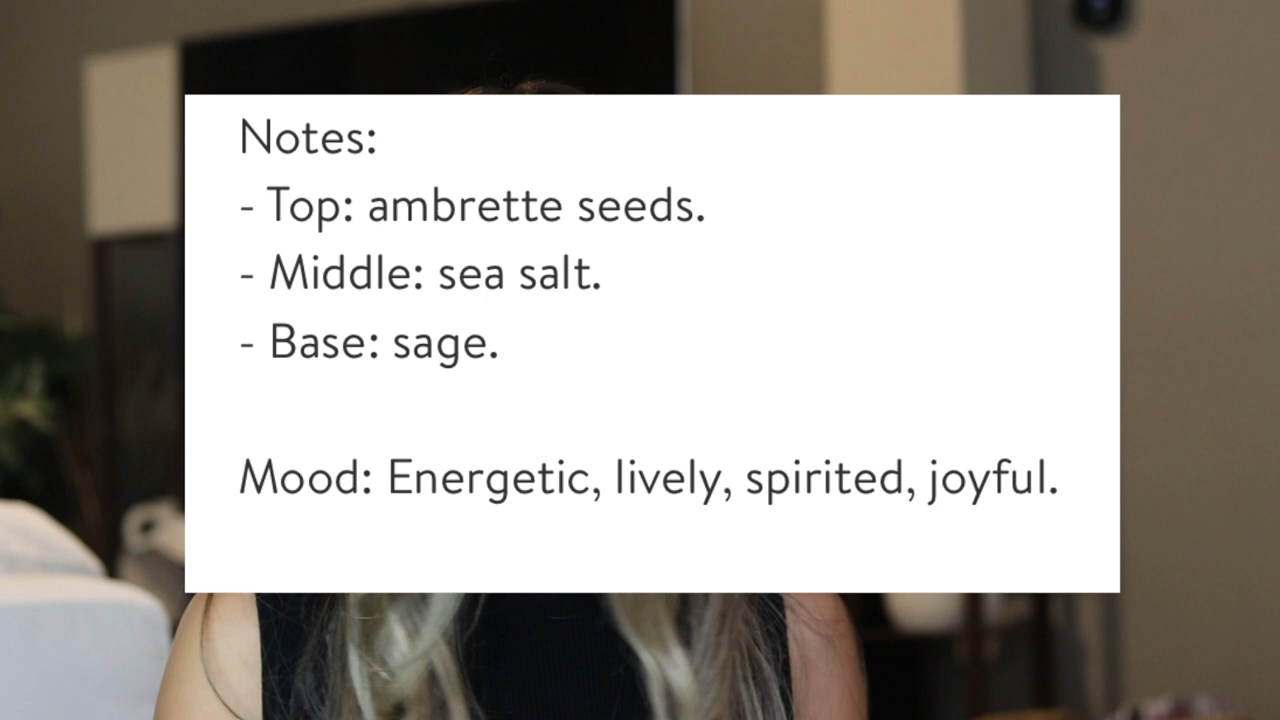 Notes:
- Top: ambrette seeds.
- Middle: sea salt.
- Base: sage.
Mood: Energetic, lively, spirited, joyful.